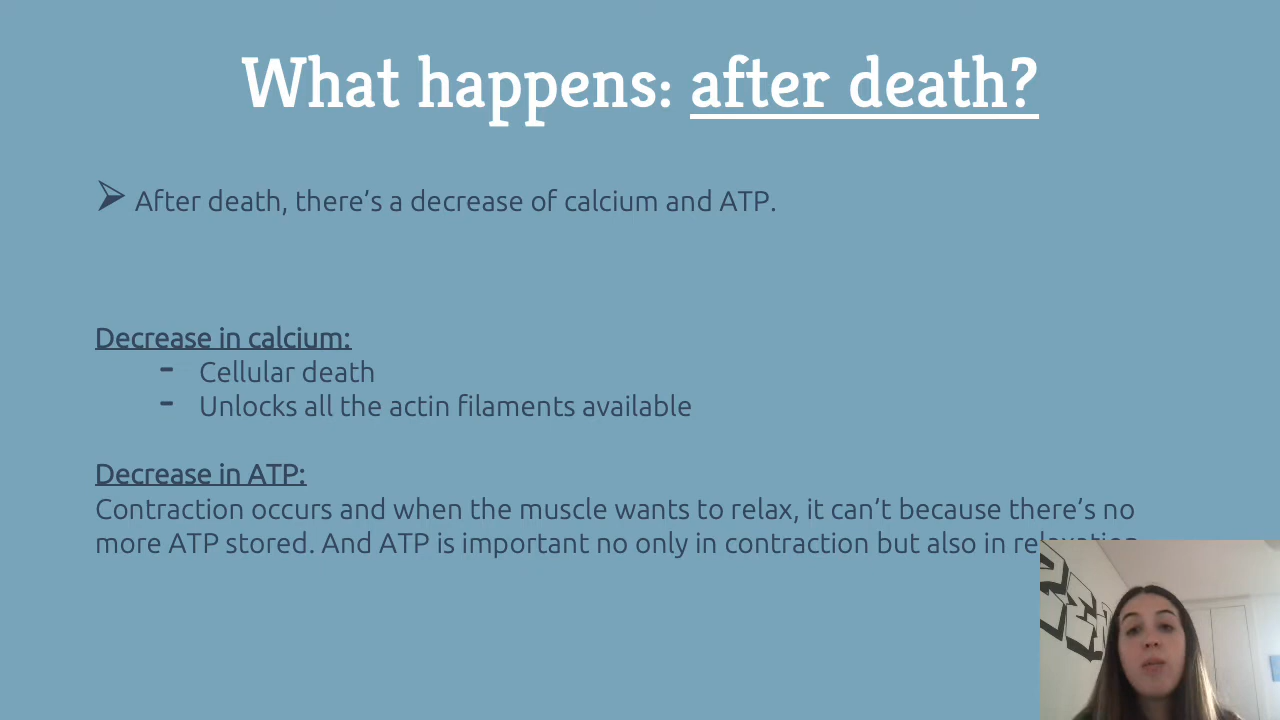 What happens: after death?
➢ After death, there’s a decrease of calcium and ATP.
Decrease in calcium:
- Cellular death
- Unlocks all the actin filaments available
Decrease in ATP:
Contraction occurs and when the muscle wants to relax, it can’t because there’s no
more ATP stored. And ATP is important no only in contraction but also in relaxation